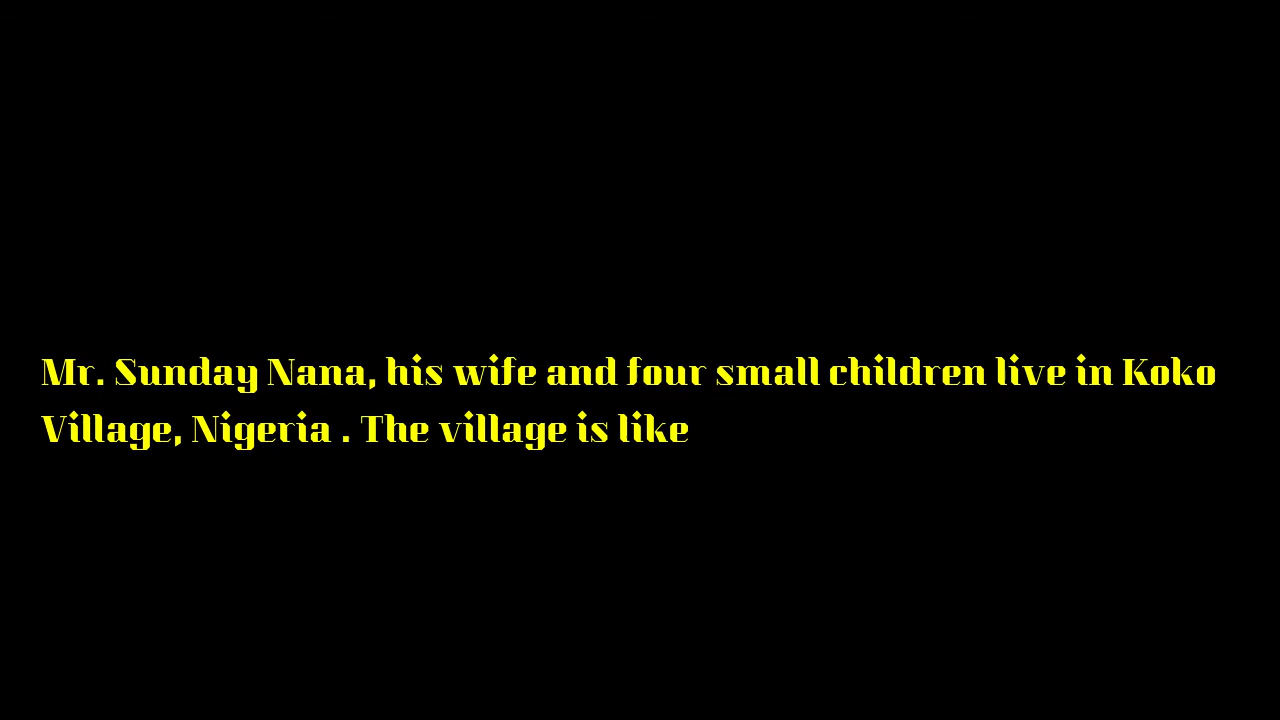 Mr. Sunday Nana, his wife and four small children live in Koko
Village, Nigeria . The village is like